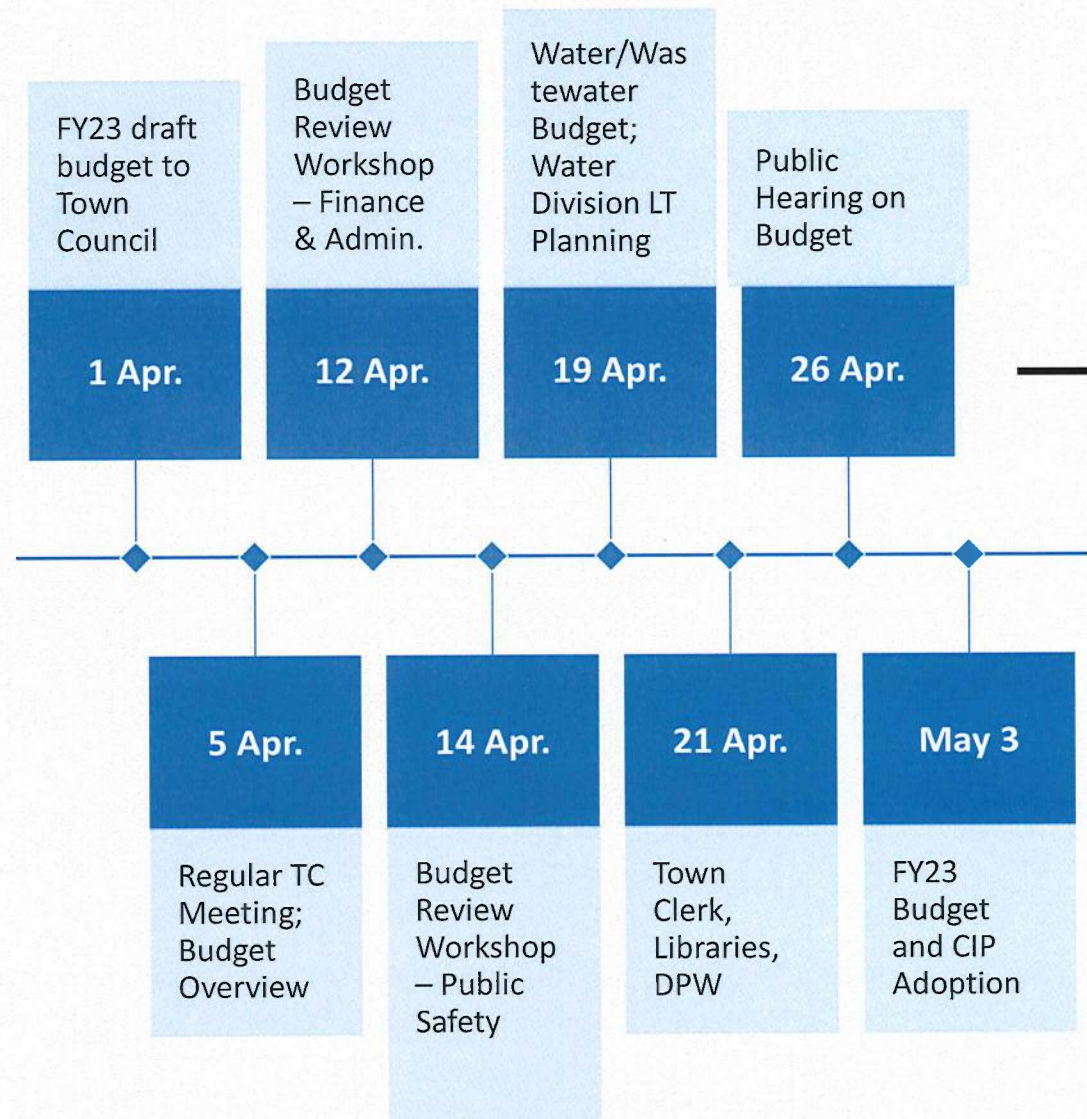 FY23 draft
budget to
Town
Council
1 Apr.
Budget
Review
Workshop
– Finance
& Admin.
12 Apr.
Water/Was
tewater
Budget;
Water
Division LT
Planning
19 Apr.
Public
Hearing on
Budget
26 Apr.
5 Apr.
Regular TC
Meeting;
Budget
Overview
14 Apr.
Budget
Review
Workshop
– Public
Safety
21 Apr.
Town
Clerk,
Libraries,
DPW
May 3
FY23
Budget
and CIP
Adoption